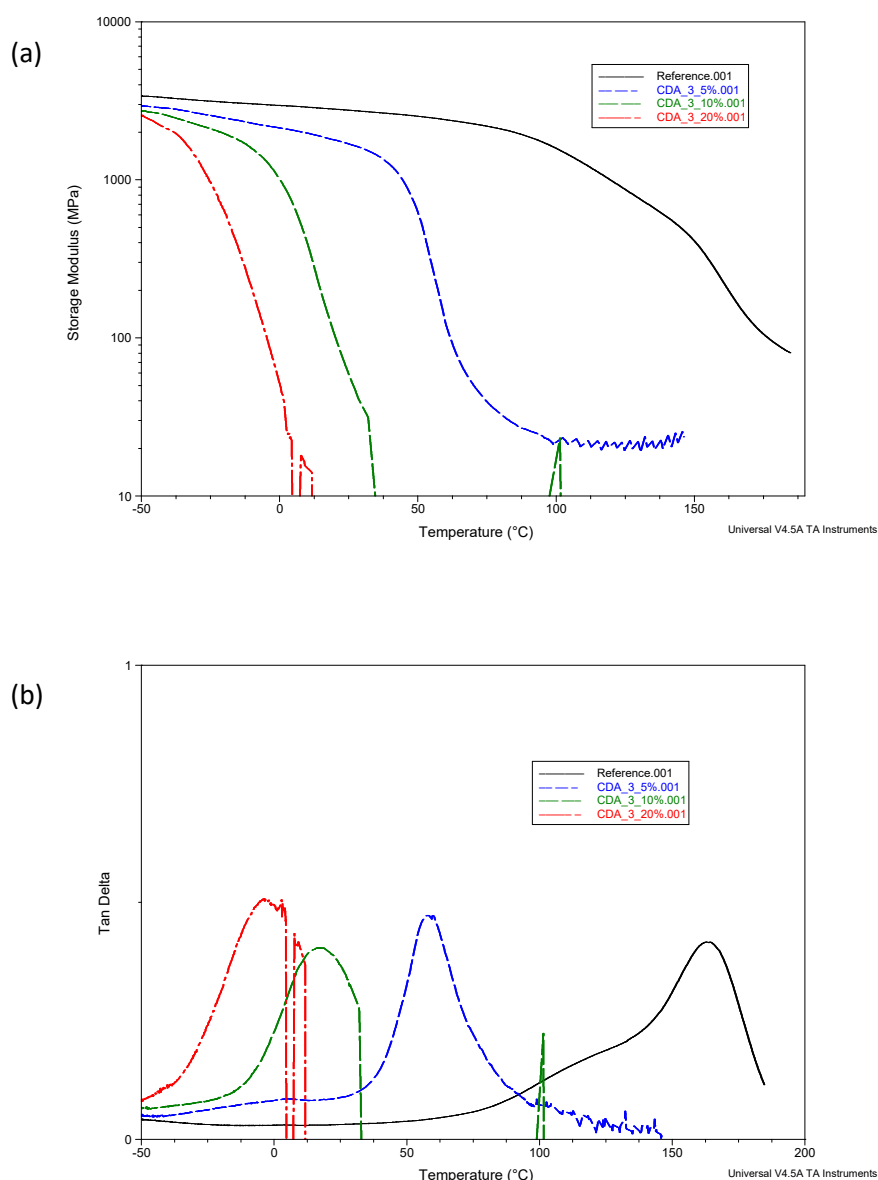 (a)
10000
1000
100
10
Storage Modulus (MPa)
Reference.001
CDA_3_5%.001
CDA_3_10%.001
CDA_3_20%.001
-50
0
50
100
150
Temperature (°C)
Universal V4.5A TA Instruments
(b)
1
0
Tan Delta
Reference.001
CDA_3_5%.001
CDA_3_10%.001
CDA_3_20%.001
-50
0
50
100
150
200
Temperature (°C)
Universal V4.5A TA Instruments